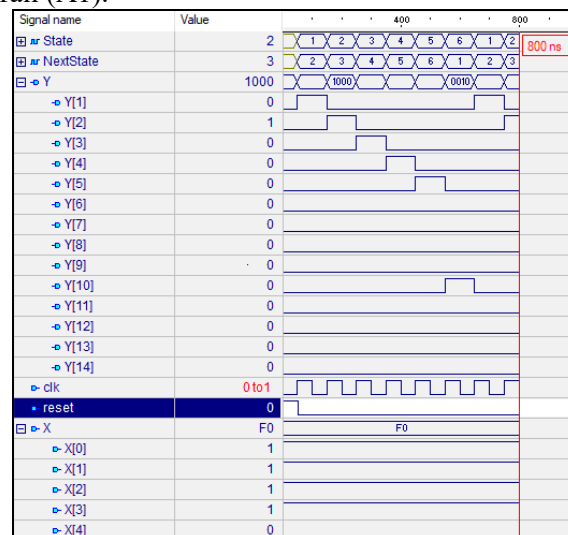 Signal name Value 400 800
State 2 1 2 3 4 5 6 1 2 800 ns
NextState 3 2 3 4 5 6 1 2 3
Y 1000 1000 0010
Y[1] 0
Y[2] 1
Y[3] 0
Y[4] 0
Y[5] 0
Y[6] 0
Y[7] 0
Y[8] 0
Y[9] 0
Y[10] 0
Y[11] 0
Y[12] 0
Y[13] 0
Y[14] 0
clk 0 to 1
reset 0
X F0 F0
X[0] 1
X[1] 1
X[2] 1
X[3] 1
X[4] 0